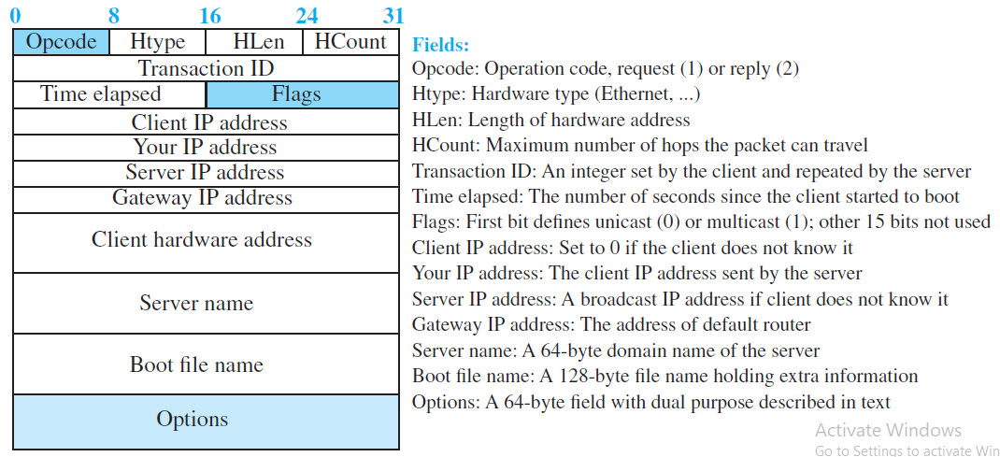 0 8 16 24 31
Opcode Htype HLen HCount
Transaction ID
Time elapsed Flags
Client IP address
Your IP address
Server IP address
Gateway IP address
Client hardware address
Server name
Boot file name
Options
Fields:
Opcode: Operation code, request (1) or reply (2)
Htype: Hardware type (Ethernet, ...)
HLen: Length of hardware address
HCount: Maximum number of hops the packet can travel
Transaction ID: An integer set by the client and repeated by the server
Time elapsed: The number of seconds since the client started to boot
Flags: First bit defines unicast (0) or multicast (1); other 15 bits not used
Client IP address: Set to 0 if the client does not know it
Your IP address: The client IP address sent by the server
Server IP address: A broadcast IP address if client does not know it
Gateway IP address: The address of default router
Server name: A 64-byte domain name of the server
Boot file name: A 128-byte file name holding extra information
Options: A 64-byte field with dual purpose described in text
Activate Windows
Go to Settings to activate Win